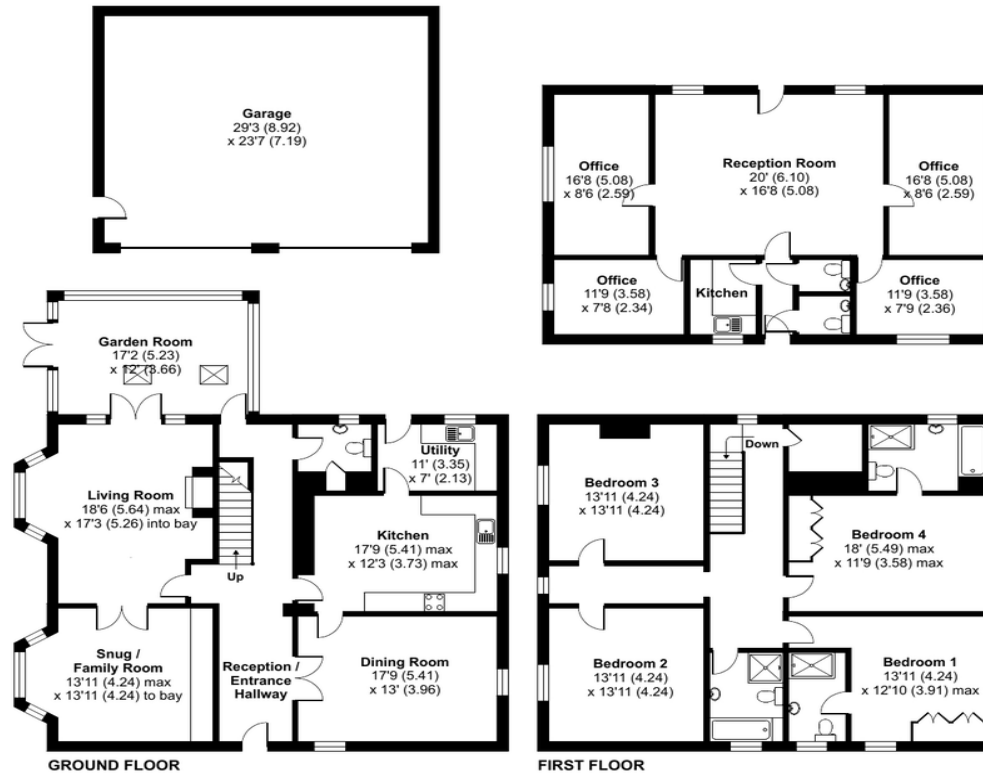 Garage
29'3 (8.92)
x 23'7 (7.19)
Office
16'8 (5.08)
x 8'6 (2.59)
Reception Room
20' (6.10)
x 16'8 (5.08)
Office
16'8 (5.08)
x 8'6 (2.59)
Office
11'9 (3.58)
x 7'8 (2.34)
Kitchen
Office
11'9 (3.58)
x 7'9 (2.36)
Garden Room
17'2 (5.23)
x 12' (3.66)
Living Room
18'6 (5.64) max
x 17'3 (5.26) into bay
Up
Utility
11' (3.35)
x 7' (2.13)
Kitchen
17'9 (5.41) max
x 12'3 (3.73) max
Snug /
Family Room
13'11 (4.24) max
x 13'11 (4.24) to bay
Reception /
Entrance
Hallway
Dining Room
17'9 (5.41)
x 13' (3.96)
GROUND FLOOR
Down
Bedroom 3
13'11 (4.24)
x 13'11 (4.24)
Bedroom 4
18' (5.49) max
x 11'9 (3.58) max
Bedroom 2
13'11 (4.24)
x 13'11 (4.24)
Bedroom 1
13'11 (4.24)
x 12'10 (3.91) max
FIRST FLOOR